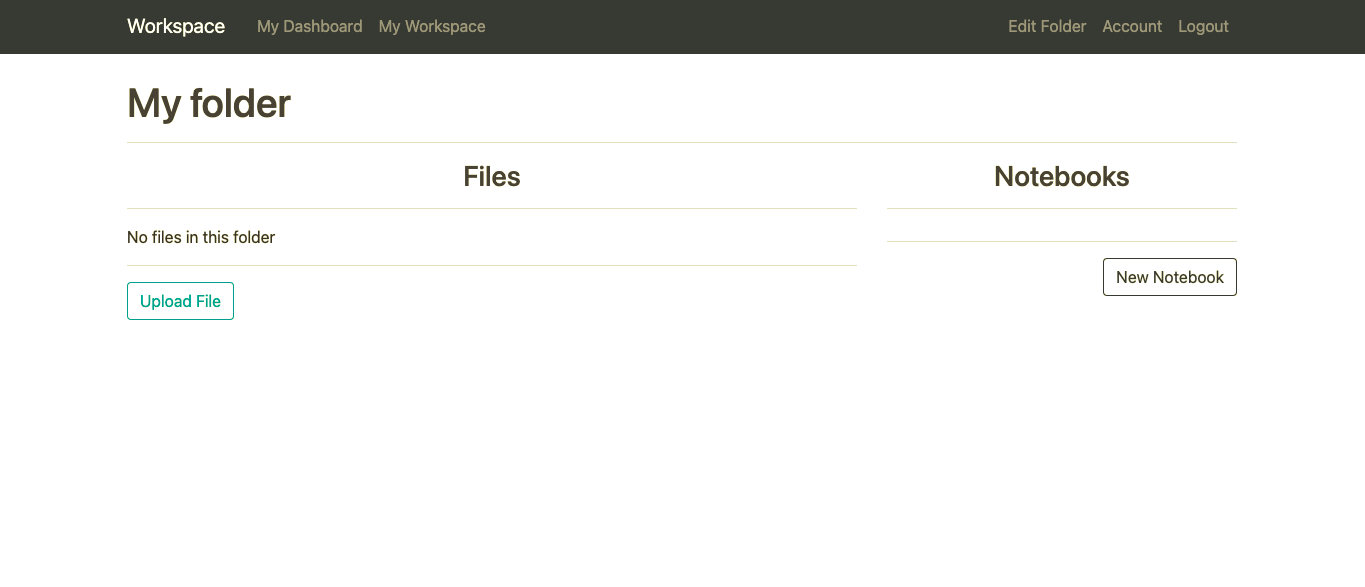 Workspace My Dashboard My Workspace Edit Folder Account Logout
My folder
Files
No files in this folder
Upload File
Notebooks
New Notebook